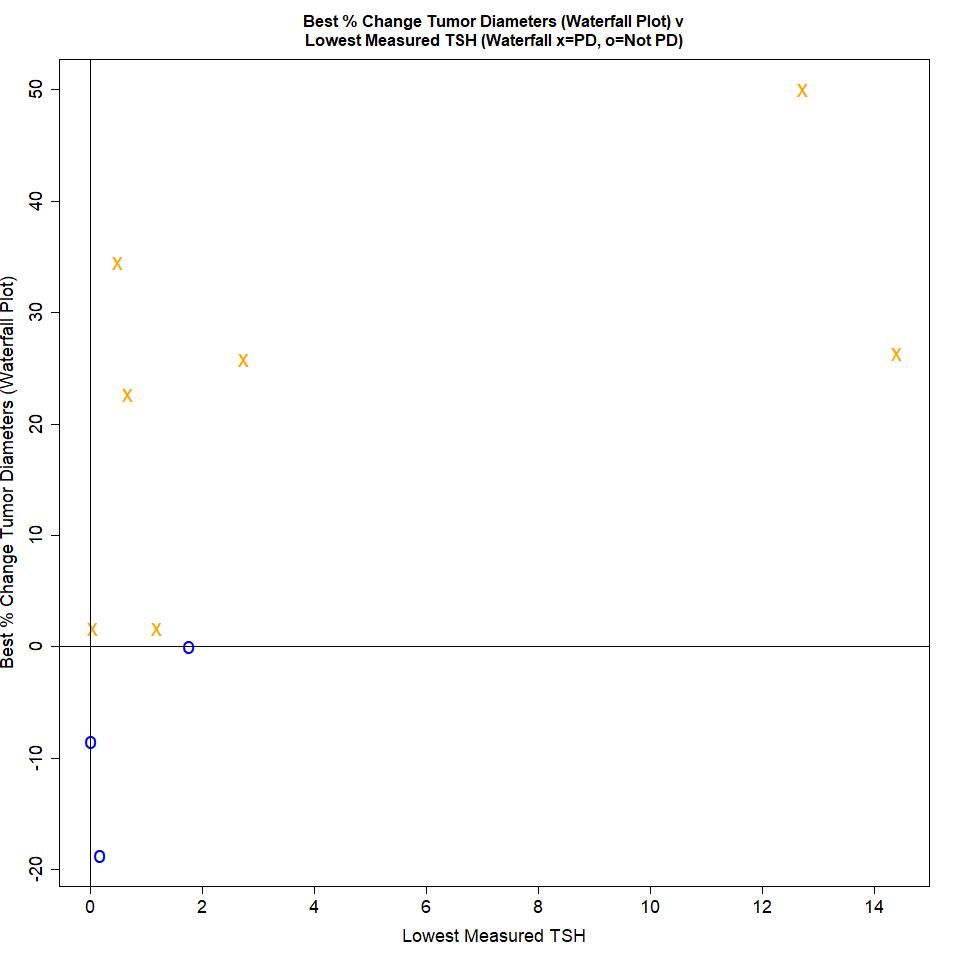 Best % Change Tumor Diameters (Waterfall Plot) v
Lowest Measured TSH (Waterfall x=PD, o=Not PD)
Best % Change Tumor Diameters (Waterfall Plot)
50
40
30
20
10
0
-10
-20
X
X
X
X
X
X
X
O
O
O
0 2 4 6 8 10 12 14
Lowest Measured TSH